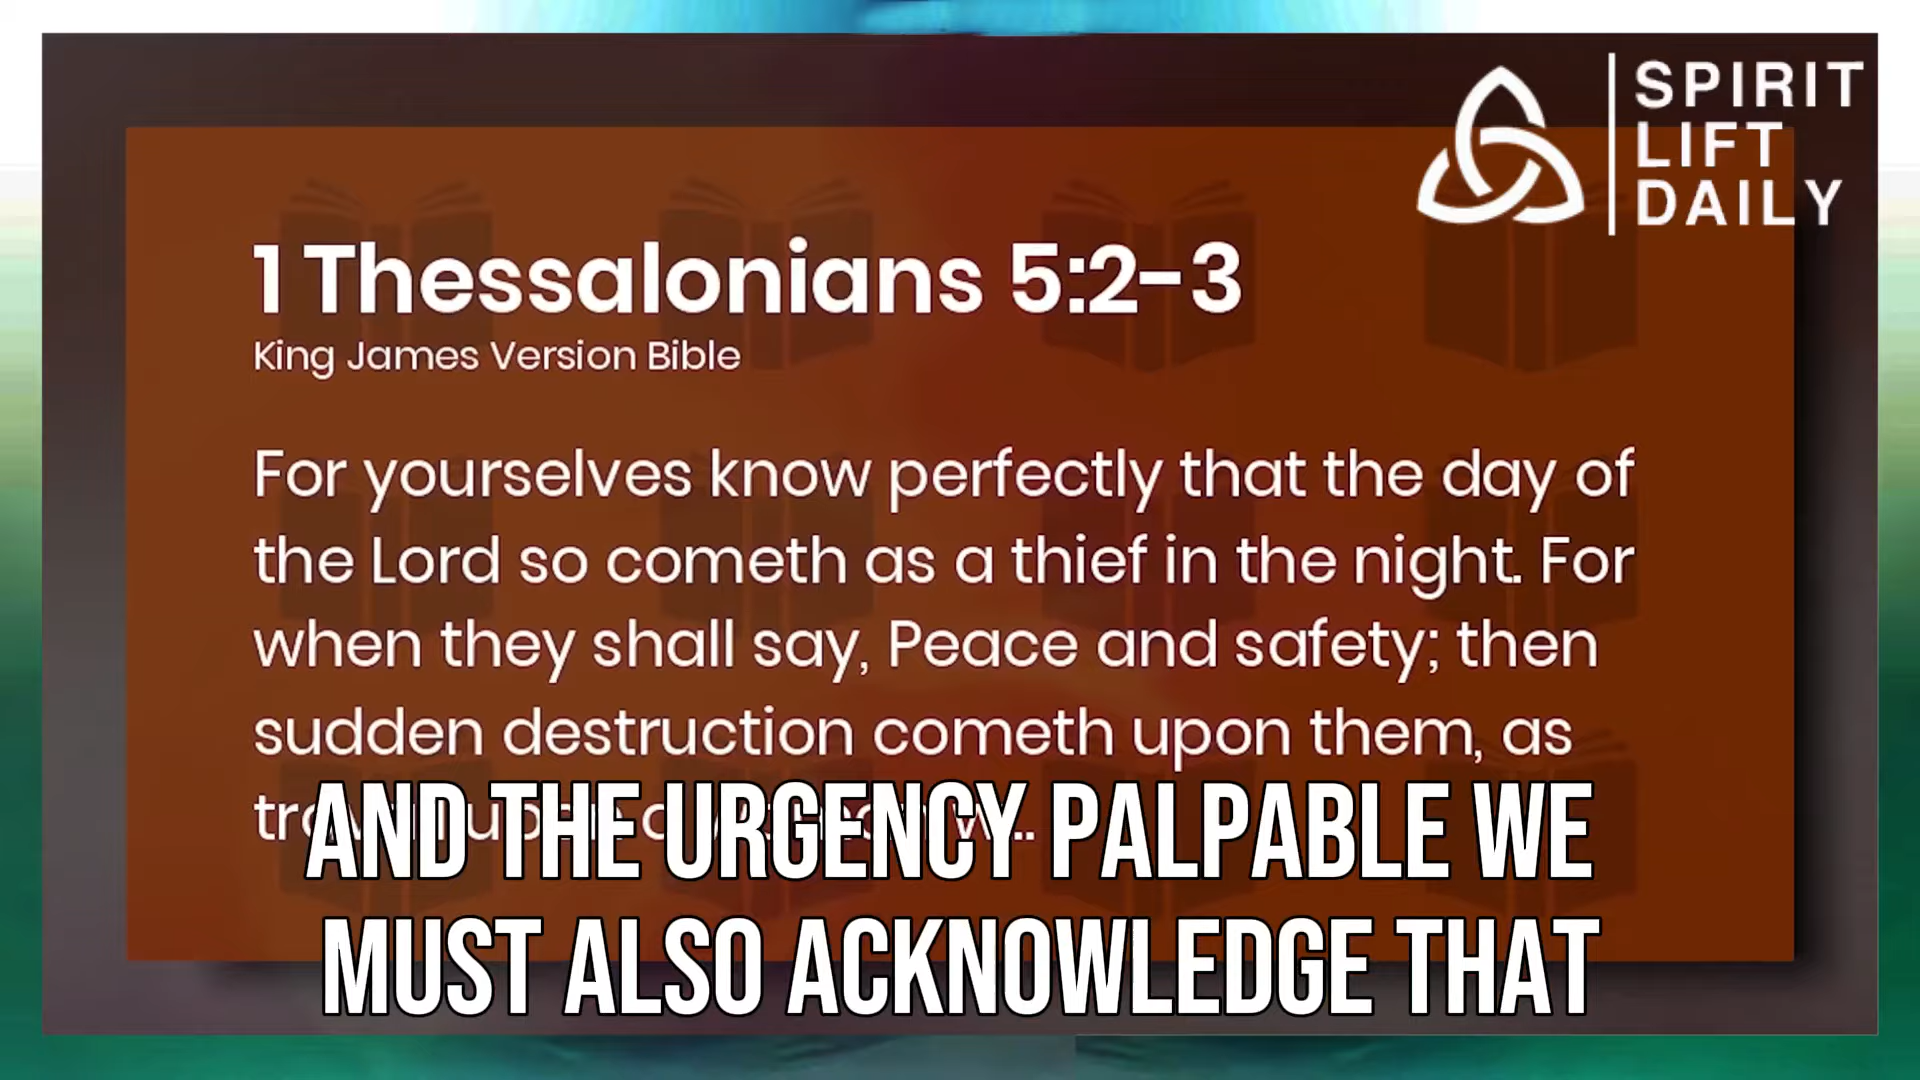 SPIRIT
LIFT
DAILY
1 Thessalonians 5:2-3
King James Version Bible
For yourselves know perfectly that the day of
the Lord so cometh as a thief in the night. For
when they shall say, Peace and safety; then
sudden destruction cometh upon them, as
AND THE URGENCY PALPABLE WE
MUST ALSO ACKNOWLEDGE THAT